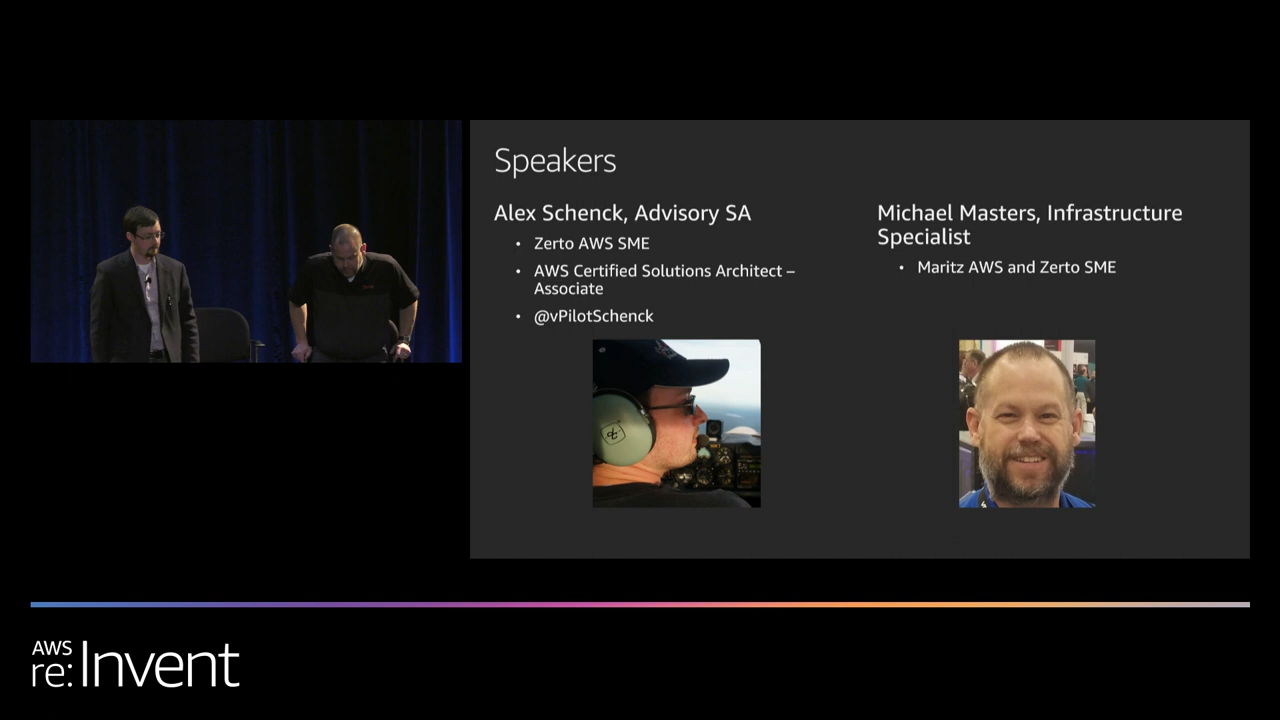 Speakers
Alex Schenck, Advisory SA
• Zerto AWS SME
• AWS Certified Solutions Architect –
Associate
• @vPilotSchenck
Michael Masters, Infrastructure
Specialist
• Maritz AWS and Zerto SME
AWS
re:Invent